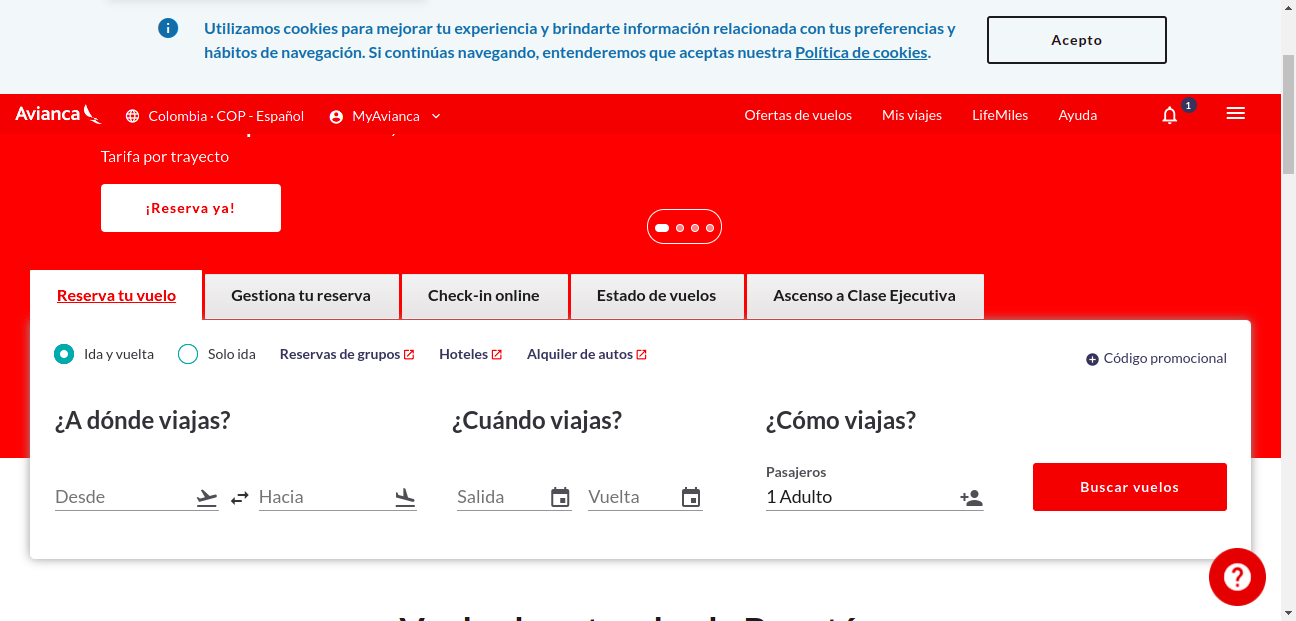 Utilizamos cookies para mejorar tu experiencia y brindarte información relacionada con tus preferencias y
hábitos de navegación. Si continúas navegando, entenderemos que aceptas nuestra Política de cookies.
Acepto
Avianca
Colombia · COP - Español
MyAvianca
Ofertas de vuelos
Mis viajes
LifeMiles
Ayuda
1
Tarifa por trayecto
¡Reserva ya!
Reserva tu vuelo
Gestiona tu reserva
Check-in online
Estado de vuelos
Ascenso a Clase Ejecutiva
Ida y vuelta
Solo ida
Reservas de grupos
Hoteles
Alquiler de autos
Código promocional
¿A dónde viajas?
¿Cuándo viajas?
¿Cómo viajas?
Pasajeros
Desde
Hacia
Salida
Vuelta
1 Adulto
Buscar vuelos